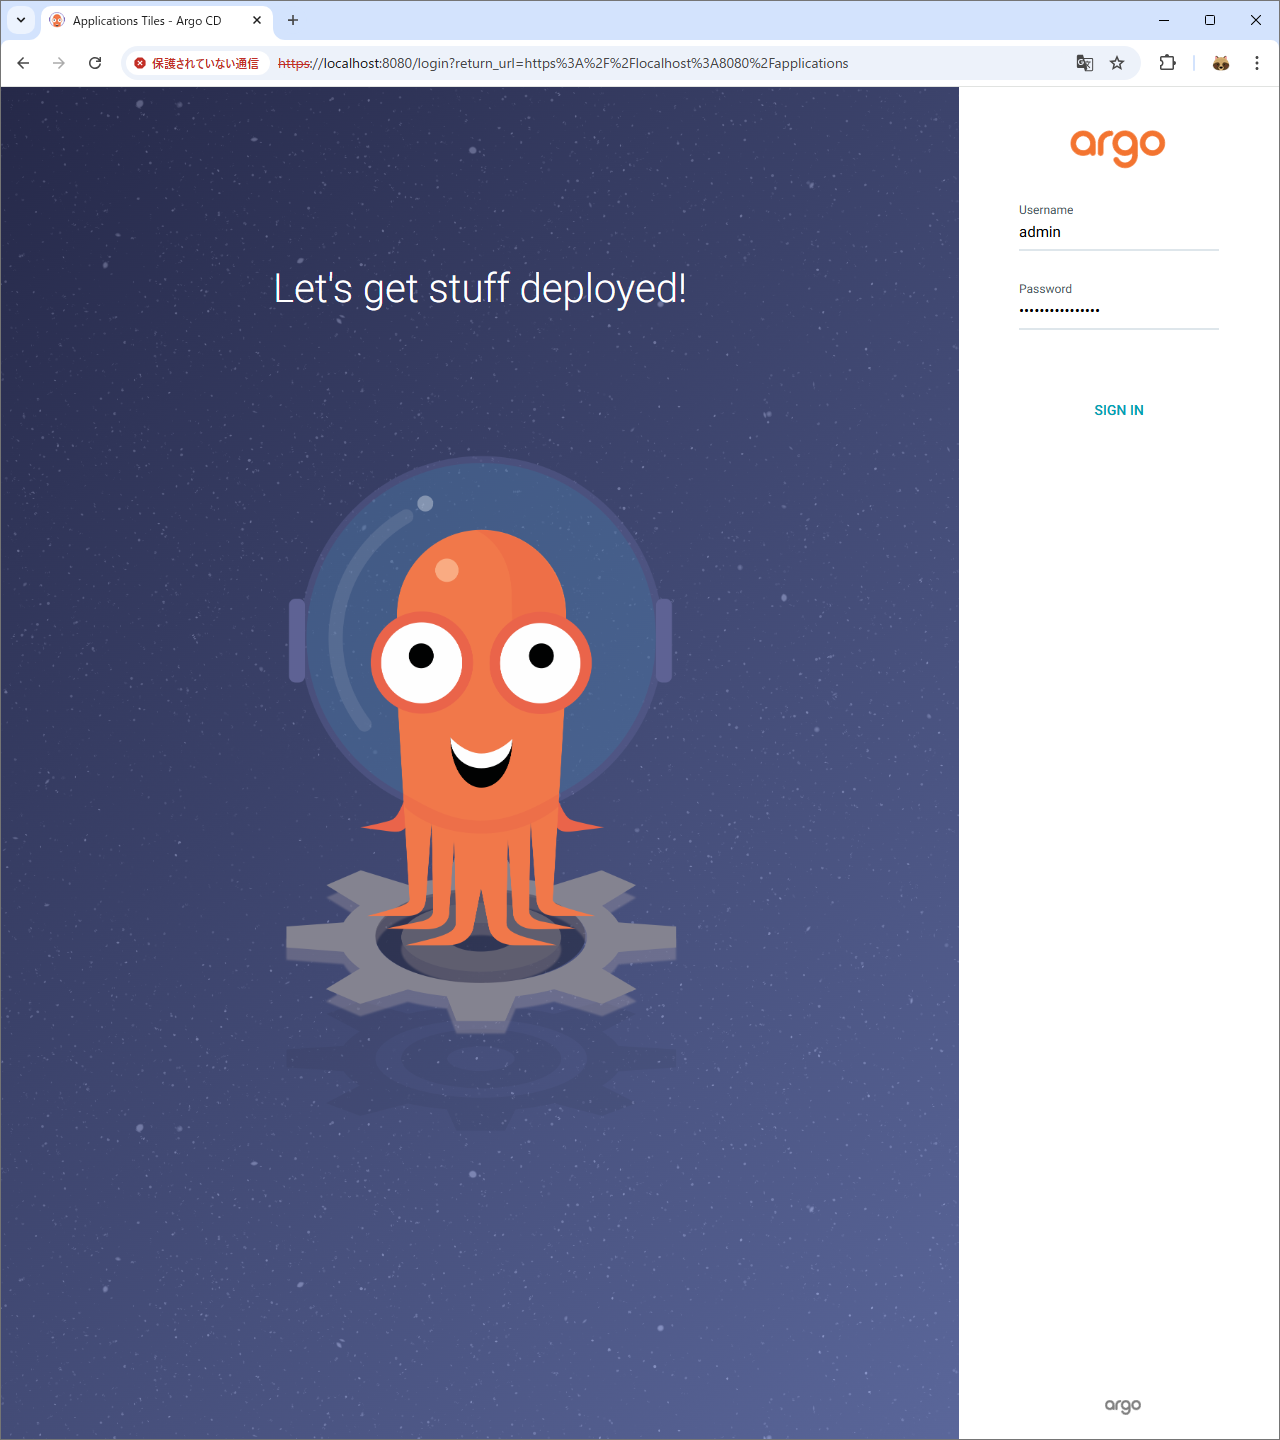 Applications Tiles - Argo CD
保護されていない通信 https://localhost:8080/login?return_url=https%3A%2F%2Flocalhost%3A8080%2Fapplications
argo
Let's get stuff deployed!
Username
admin
Password
••••••••••••••••
SIGN IN
argo